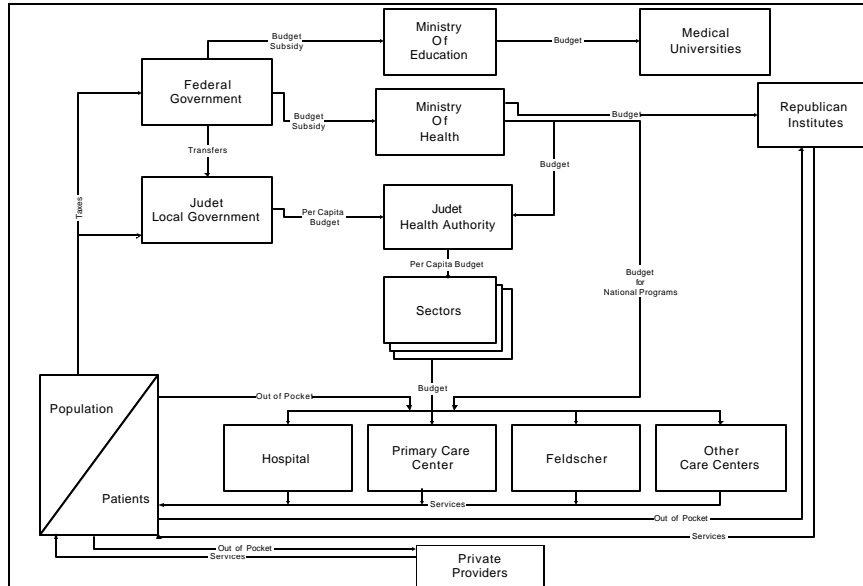 Budget
Subsidy
Ministry
Of
Education
Budget
Medical
Universities
Federal
Government
Budget
Subsidy
Ministry
Of
Health
Budget
Republican
Institutes
Transfers
Budget
Taxes
Judet
Local Government
Per Capita
Budget
Judet
Health Authority
Per Capita Budget
Budget
for
National Programs
Sectors
Budget
Population
Patients
Out of Pocket
Hospital
Primary Care
Center
Feldscher
Other
Care Centers
Services
Out of Pocket
Services
Out of Pocket
Services
Private
Providers